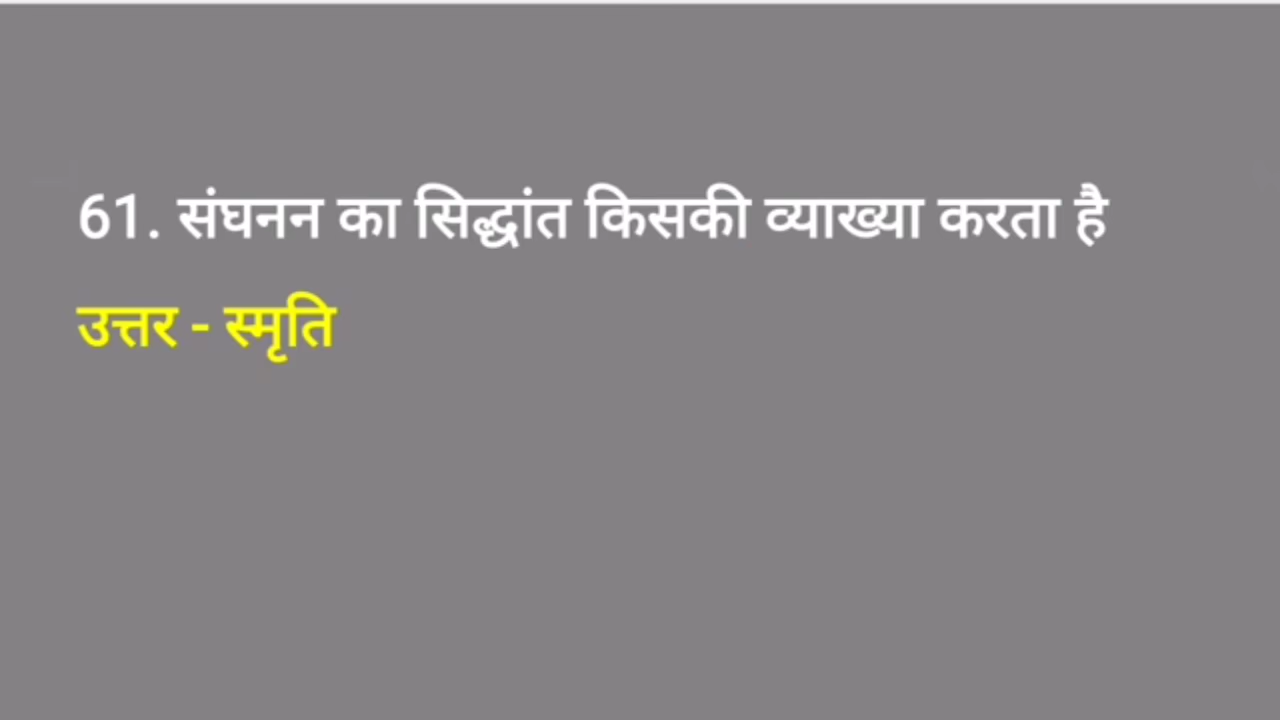 61. संघनन का सिद्धांत किसकी व्याख्या करता है
उत्तर - स्मृति